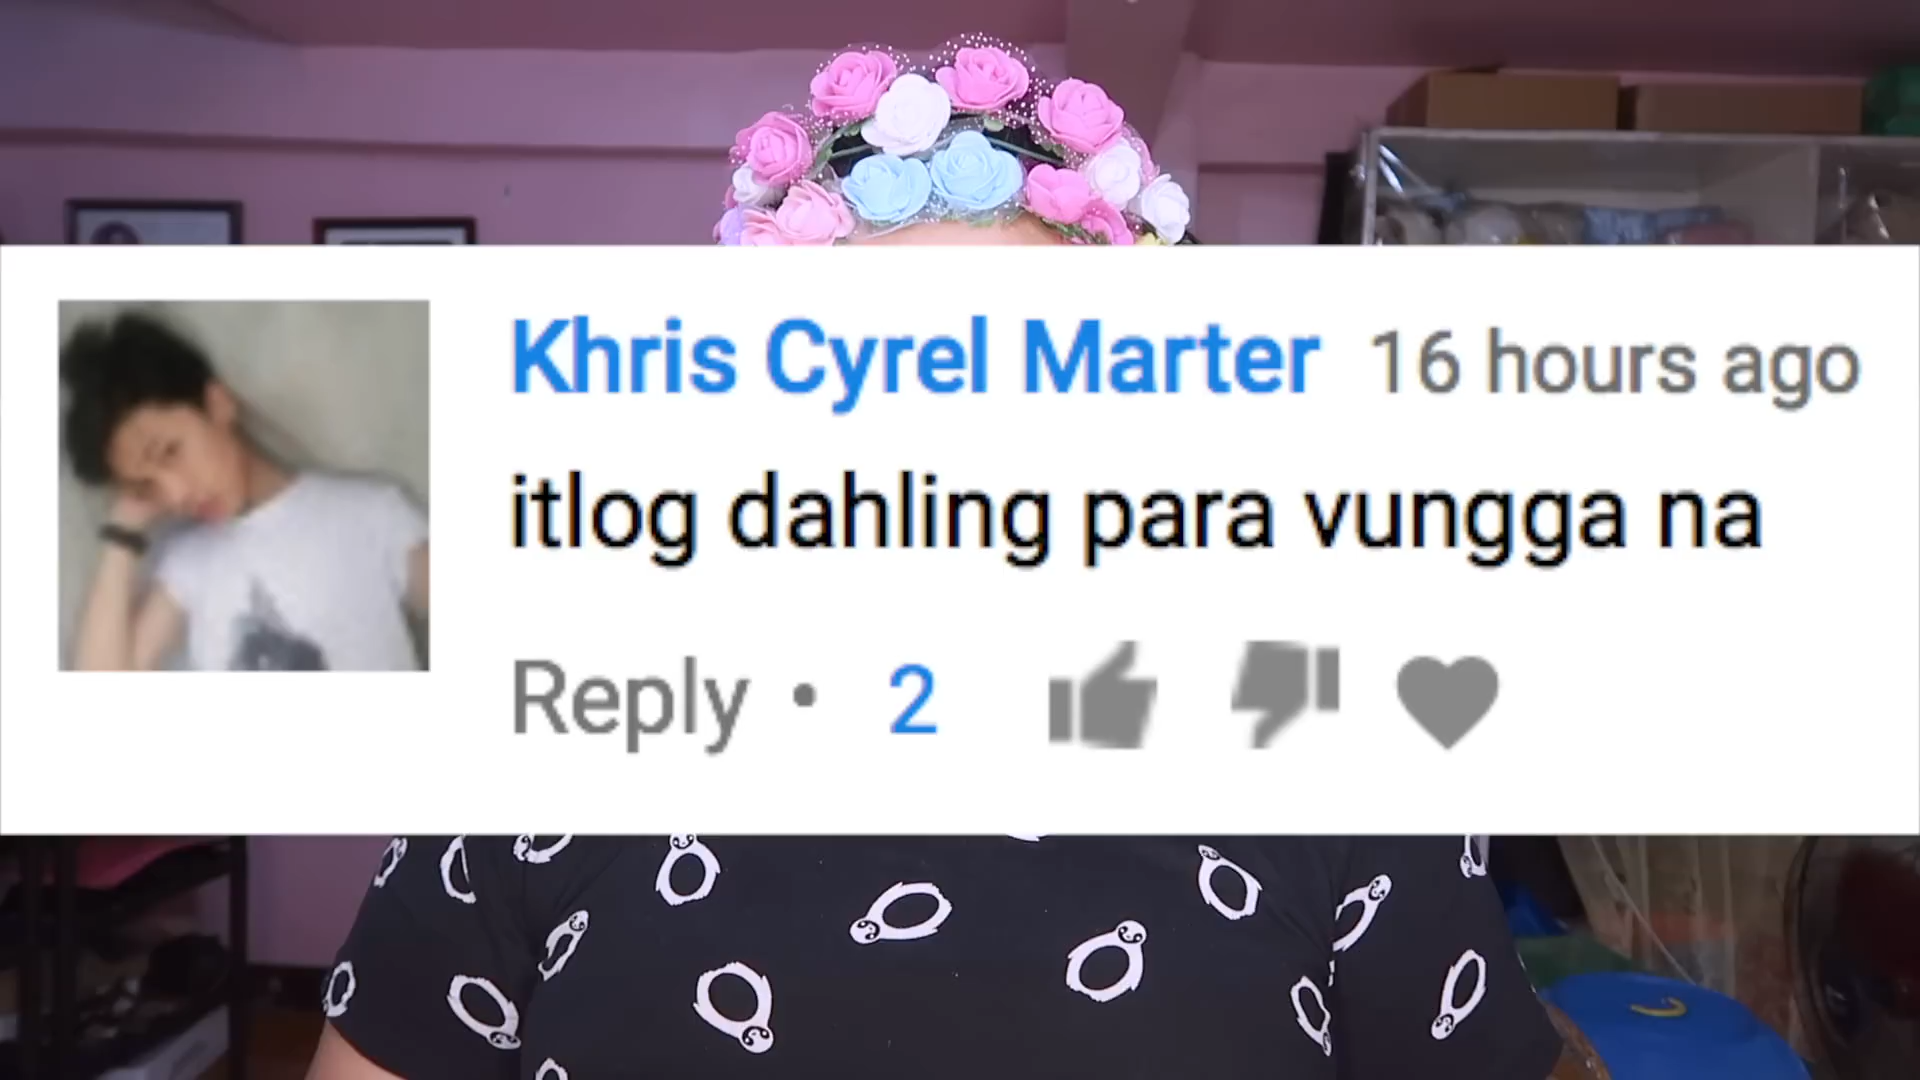 Khris Cyrel Marter 16 hours ago
itlog dahling para vungga na
Reply • 2